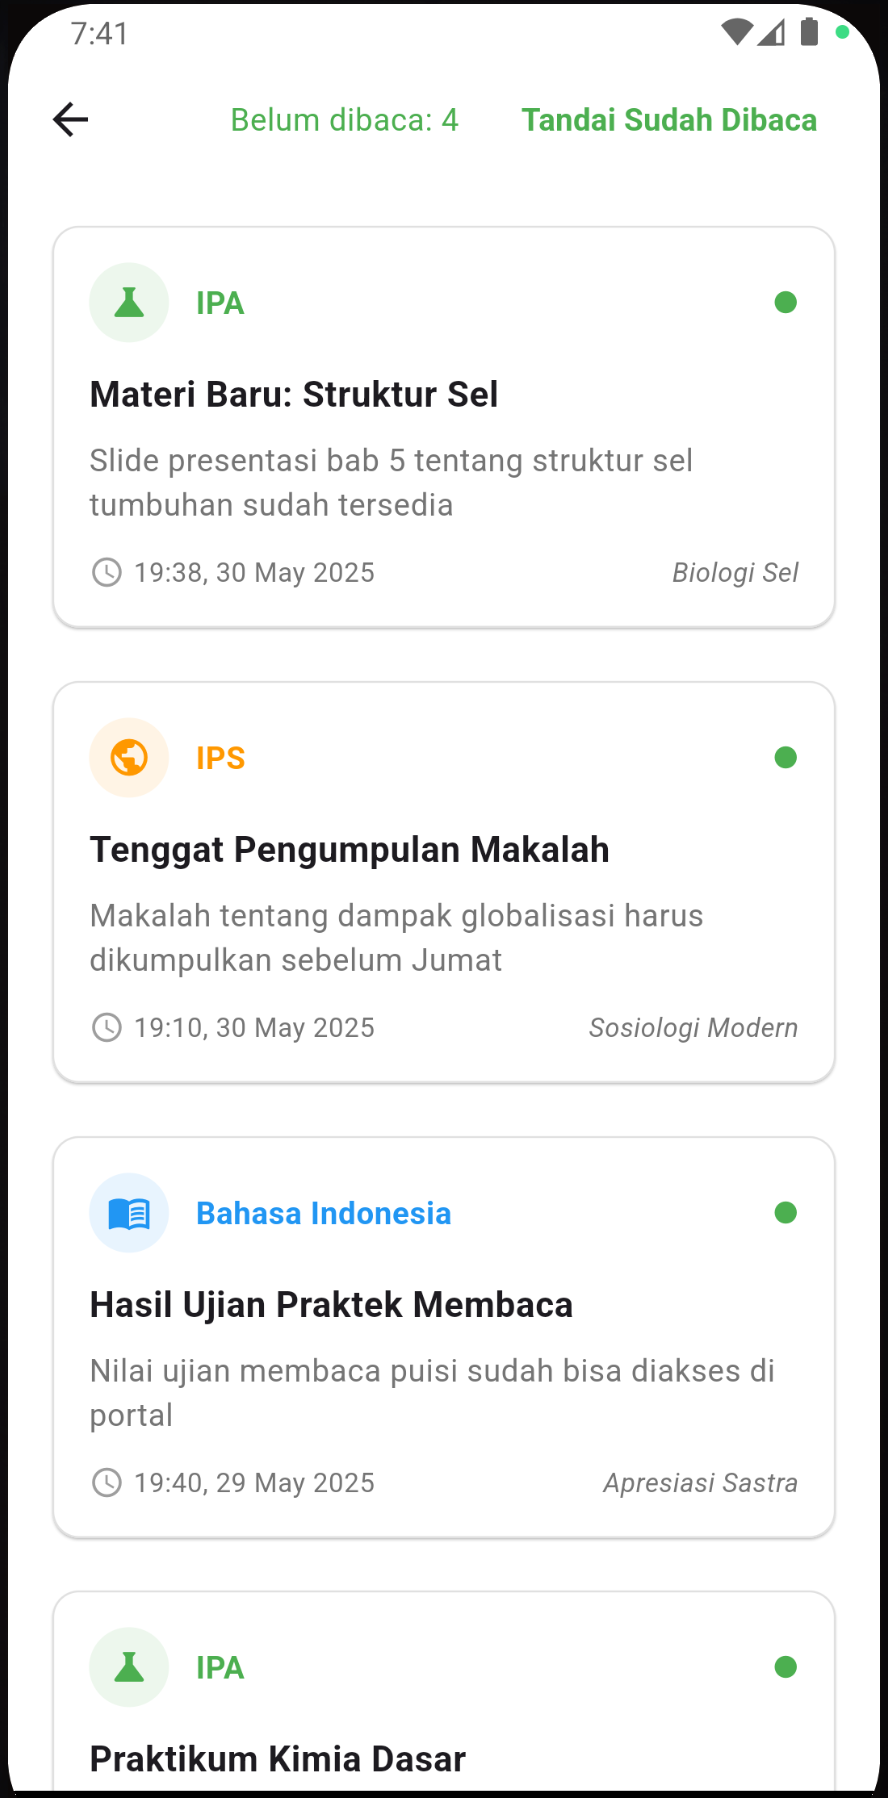 7:41
Belum dibaca: 4 Tandai Sudah Dibaca
IPA
Materi Baru: Struktur Sel
Slide presentasi bab 5 tentang struktur sel
tumbuhan sudah tersedia
19:38, 30 May 2025 Biologi Sel
IPS
Tenggat Pengumpulan Makalah
Makalah tentang dampak globalisasi harus
dikumpulkan sebelum Jumat
19:10, 30 May 2025 Sosiologi Modern
Bahasa Indonesia
Hasil Ujian Praktek Membaca
Nilai ujian membaca puisi sudah bisa diakses di
portal
19:40, 29 May 2025 Apresiasi Sastra
IPA
Praktikum Kimia Dasar